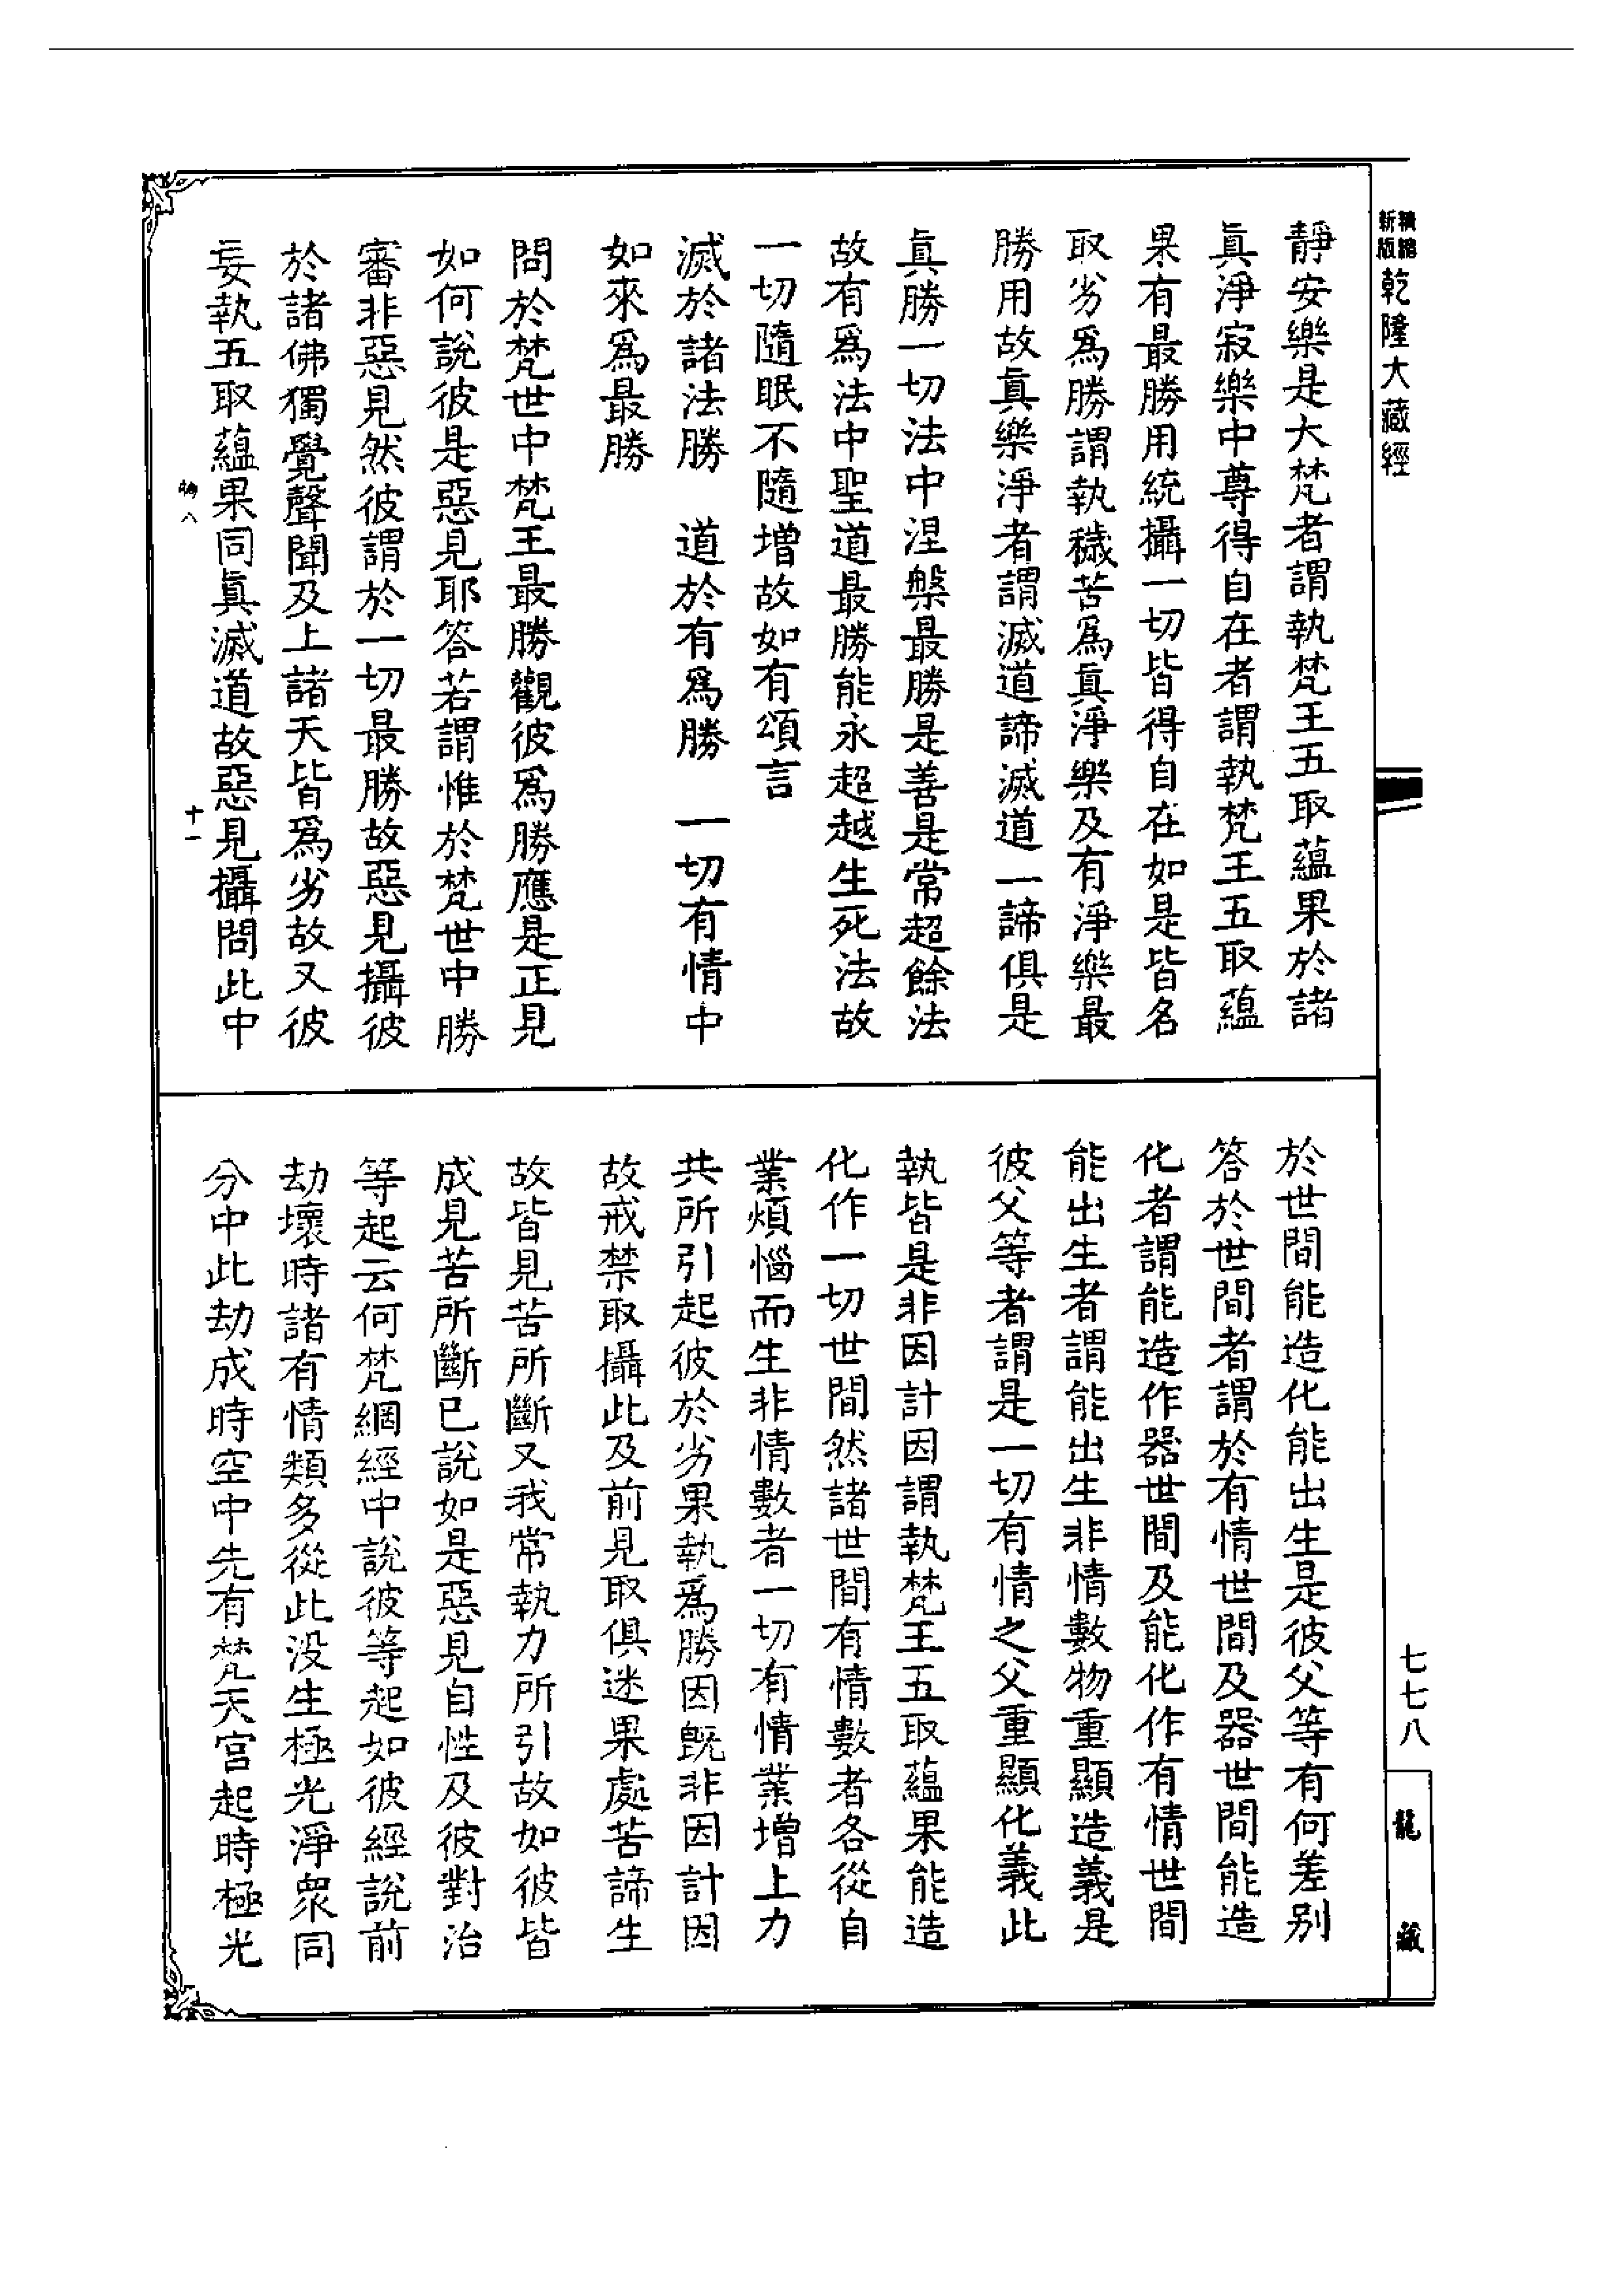 新版
精縮
乾隆大藏經
七七八
龍藏
靜安樂是大梵者謂執梵王五取蘊果於諸
真淨寂樂中尊得自在者謂執梵王五取蘊
果有最勝用統攝一切皆得自在如是皆名
取劣為勝謂執穢苦為真淨樂及有淨樂最
勝用故真樂淨者謂滅道諦滅道一諦俱是
真勝一切法中涅槃最勝是善是常超餘法
故有為法中聖道最勝能永超越生死法故
一切隨眠不隨增故如有頌言
滅於諸法勝　道於有為勝　一切有情中
如來為最勝
問於梵世中梵王最勝觀彼為勝應是正見
如何說彼是惡見耶答若謂惟於梵世中勝
審非惡見然彼謂於一切最勝故惡見攝彼
於諸佛獨覺聲聞及上諸天皆為劣故又彼
妄執五取蘊果同真滅道故惡見攝問此中
八
十一
於世間能造化能出生是彼父等有何差别
答於世間者謂於有情世間及器世間能造
化者謂能造作器世間及能化作有情世間
能出生者謂能出生非情數物重顯造義是
彼父等者謂是一切有情之父重顯化義此
執皆是非因計因謂執梵王五取蘊果能造
化作一切世間然諸世間有情數者各從自
業煩惱而生非情數者一切有情業增上力
共所引起彼於劣果執為勝因既非因計因
故戒禁取攝此及前見取俱迷果處苦諦生
故皆見苦所斷又我常執力所引故如彼皆
成見苦所斷已說如是惡見自性及彼對治
等起云何梵網經中說彼等起如彼經說前
劫壞時諸有情類多從此没生極光淨眾同
分中此劫成時空中先有梵天宮起時極光